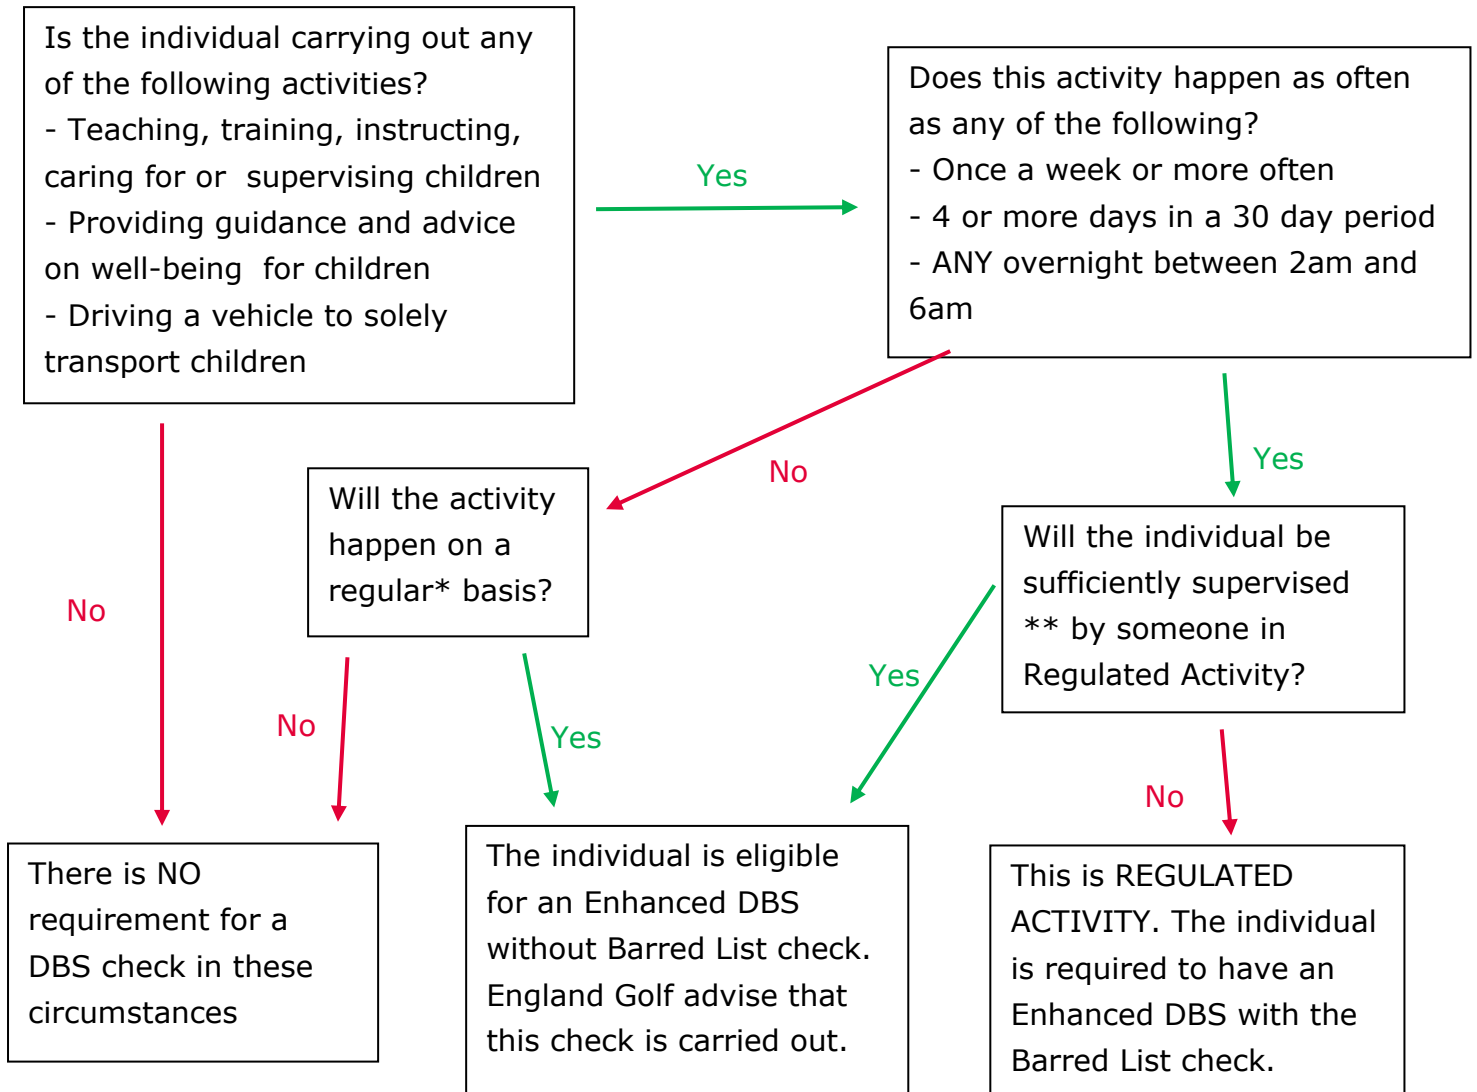 Is the individual carrying out any
of the following activities?
- Teaching, training, instructing,
caring for or  supervising children
- Providing guidance and advice
on well-being  for children
- Driving a vehicle to solely
transport children
Yes
Does this activity happen as often
as any of the following?
- Once a week or more often
- 4 or more days in a 30 day period
- ANY overnight between 2am and
6am
No
Yes
No
Will the activity
happen on a
regular* basis?
Will the individual be
sufficiently supervised
** by someone in
Regulated Activity?
No
Yes
Yes
No
There is NO
requirement for a
DBS check in these
circumstances
The individual is eligible
for an Enhanced DBS
without Barred List check.
England Golf advise that
this check is carried out.
This is REGULATED
ACTIVITY. The individual
is required to have an
Enhanced DBS with the
Barred List check.